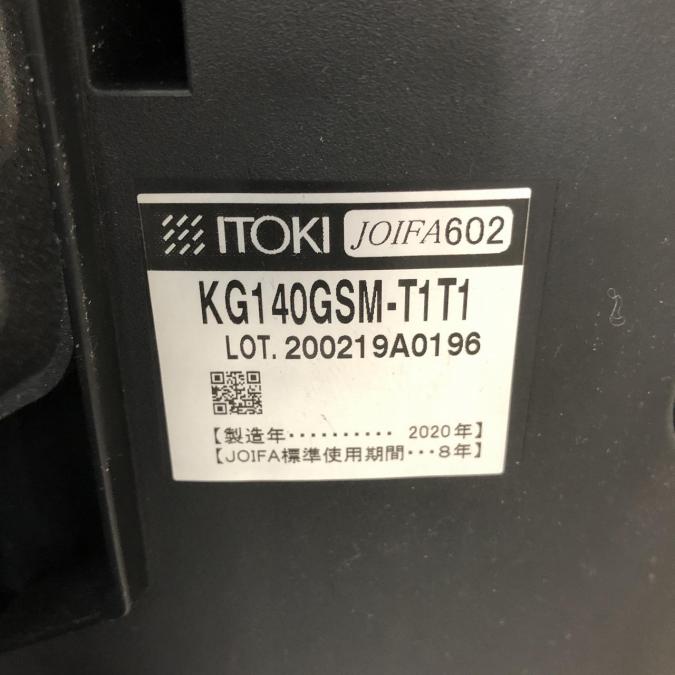 ITOKI JOIFA602
KG140GSM-T1T1
LOT. 200219A0196
【製造年･･････････ 2020年】
【JOIFA標準使用期間･･･8年】